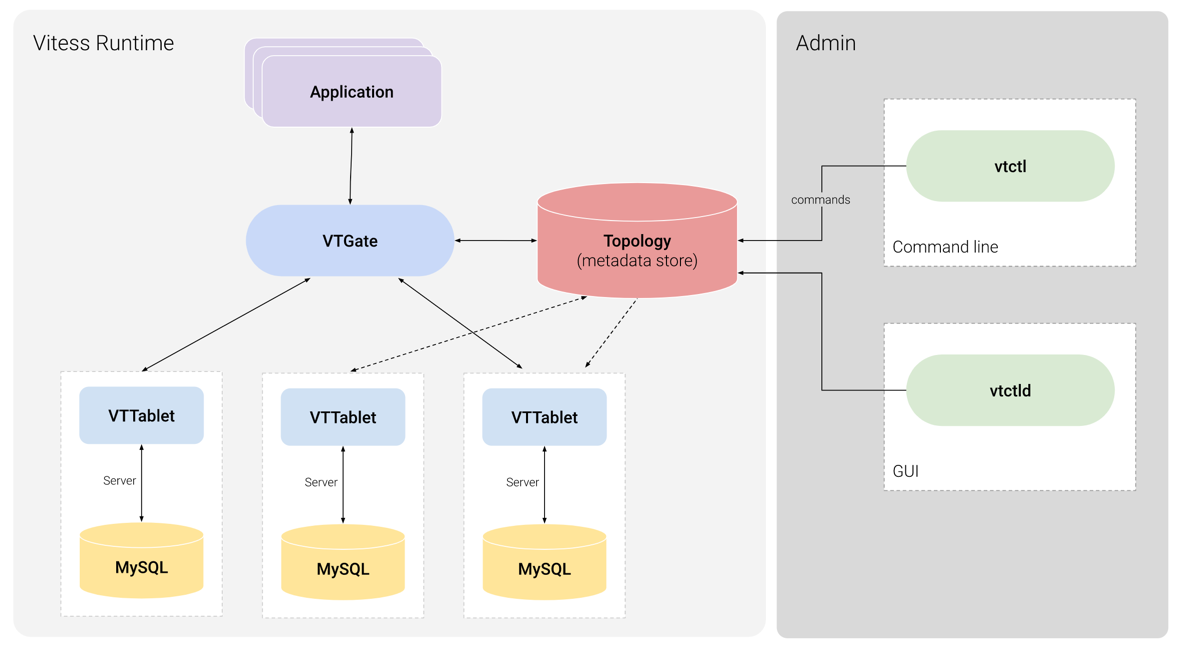 Vitess Runtime
Admin
Application
vtctl
commands
VTGate
Topology
(metadata store)
Command line
vtctld
VTTablet
VTTablet
VTTablet
GUI
Server
Server
Server
MySQL
MySQL
MySQL